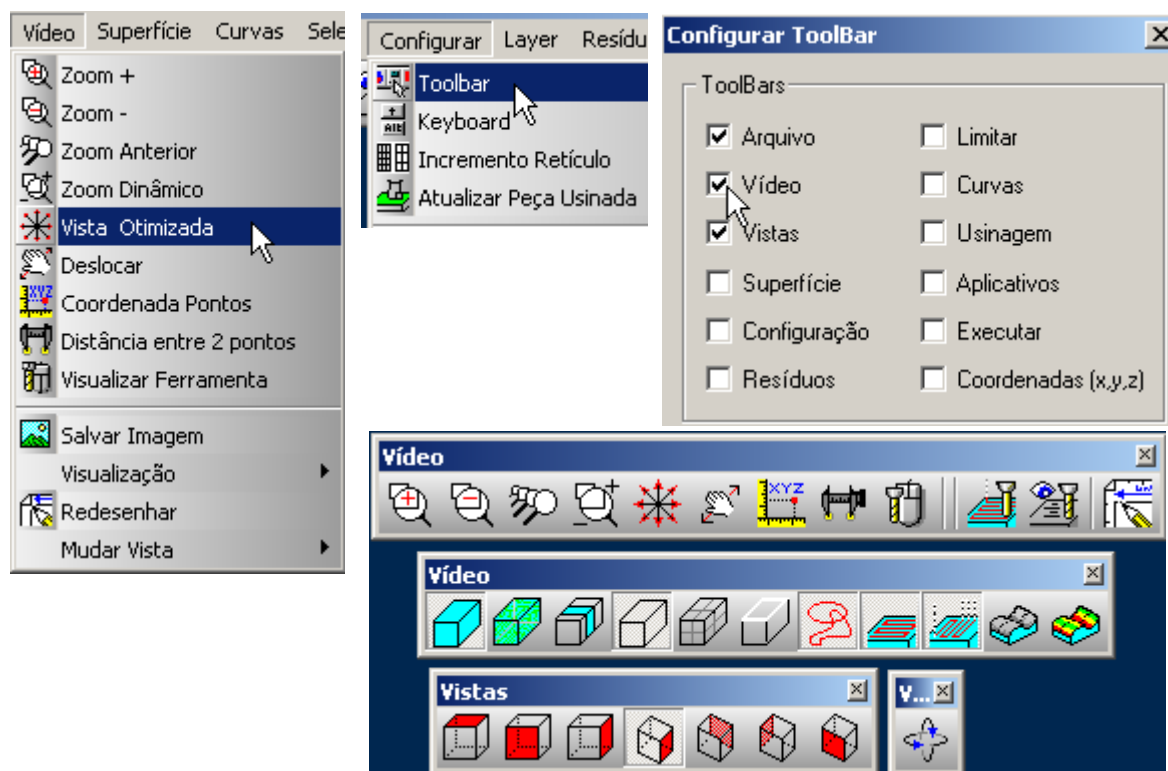 Vídeo Superfície Curvas Sele
Zoom +
Zoom -
Zoom Anterior
Zoom Dinâmico
Vista Otimizada
Deslocar
XYZ
Coordenada Pontos
Distância entre 2 pontos
Visualizar Ferramenta
Salvar Imagem
Visualização
Redesenhar
Mudar Vista
Configurar Layer Resídu
Toolbar
Alt
Keyboard
Incremento Retículo
Atualizar Peça Usinada
Configurar ToolBar
ToolBars
Arquivo
Vídeo
Vistas
Superfície
Configuração
Resíduos
Limitar
Curvas
Usinagem
Aplicativos
Executar
Coordenadas (x,y,z)
Vídeo
XYZ
Vídeo
Vistas
V...